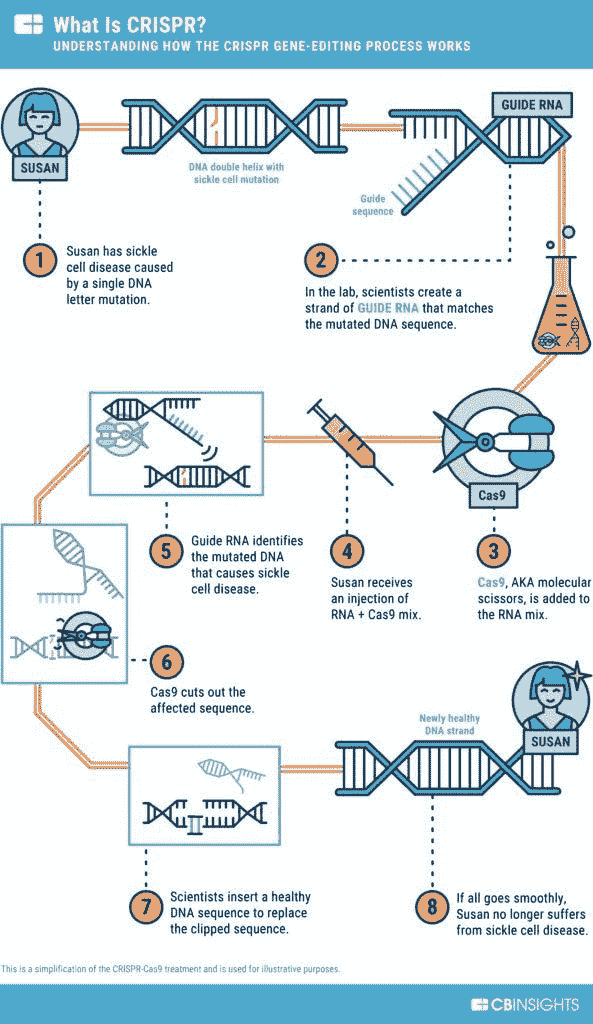 What Is CRISPR?
UNDERSTANDING HOW THE CRISPR GENE-EDITING PROCESS WORKS
SUSAN
DNA double helix with
sickle cell mutation
GUIDE RNA
Guide
sequence
1
Susan has sickle
cell disease caused
by a single DNA
letter mutation.
2
In the lab, scientists create a
strand of GUIDE RNA that matches
the mutated DNA sequence.
Cas9
3
Cas9, AKA molecular
scissors, is added to
the RNA mix.
4
Susan receives
an injection of
RNA + Cas9 mix.
5
Guide RNA identifies
the mutated DNA
that causes sickle
cell disease.
6
Cas9 cuts out the
affected sequence.
7
Scientists insert a healthy
DNA sequence to replace
the clipped sequence.
Newly healthy
DNA strand
SUSAN
8
If all goes smoothly,
Susan no longer suffers
from sickle cell disease.
This is a simplification of the CRISPR-Cas9 treatment and is used for illustrative purposes.
CBINSIGHTS